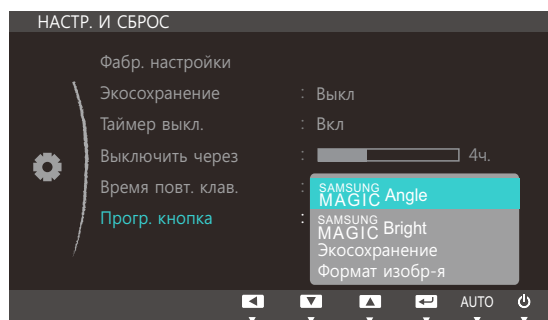 НАСТР. И СБРОС
Фабр. настройки
Экосохранение : Выкл
Таймер выкл. : Вкл
Выключить через : 4ч.
Время повт. клав. :
Прогр. кнопка :
SAMSUNG
MAGIC Angle
SAMSUNG
MAGIC Bright
Экосохранение
Формат изобр-я
AUTO